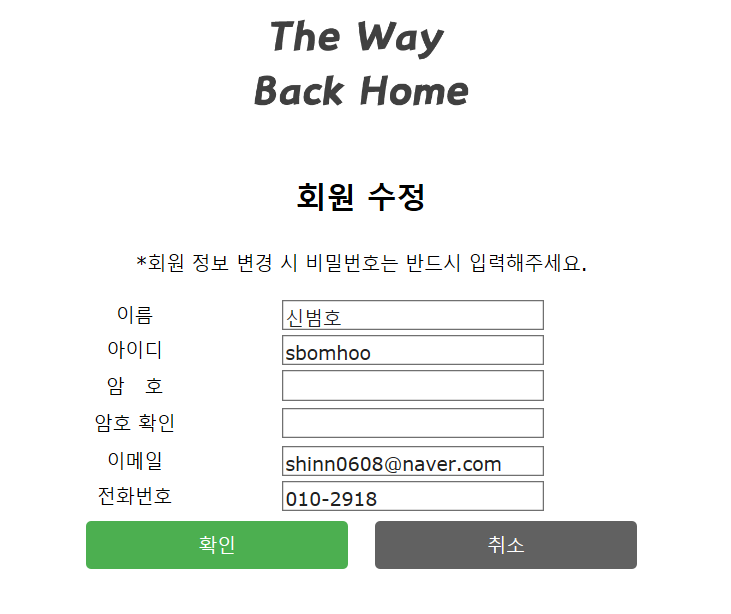 The Way
Back Home
회원 수정
*회원 정보 변경 시 비밀번호는 반드시 입력해주세요.
이름 신범호
아이디 sbomhoo
암 호
암호 확인
이메일 shinn0608@naver.com
전화번호 010-2918
확인 취소